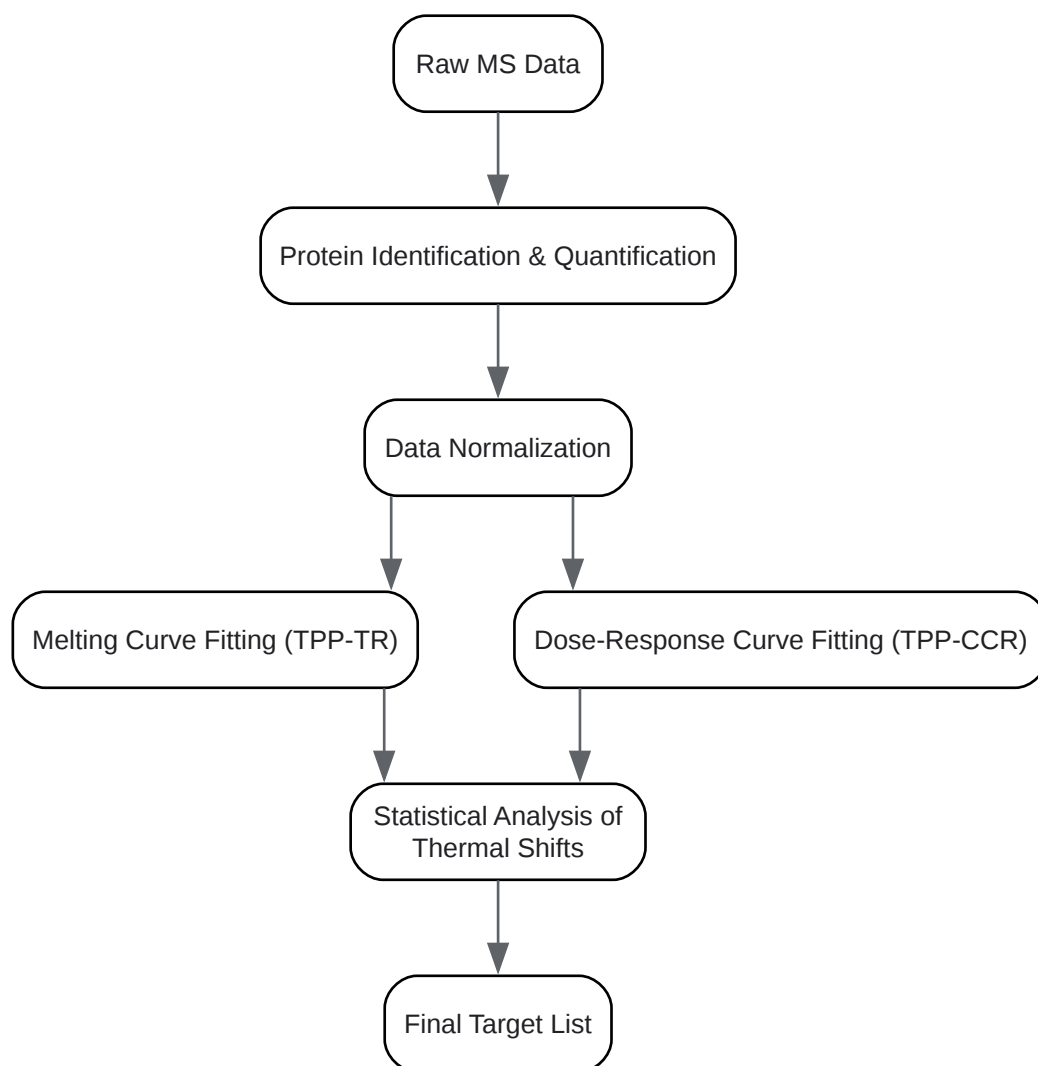 Raw MS Data
Protein Identification & Quantification
Data Normalization
Melting Curve Fitting (TPP-TR)
Dose-Response Curve Fitting (TPP-CCR)
Statistical Analysis of
Thermal Shifts
Final Target List